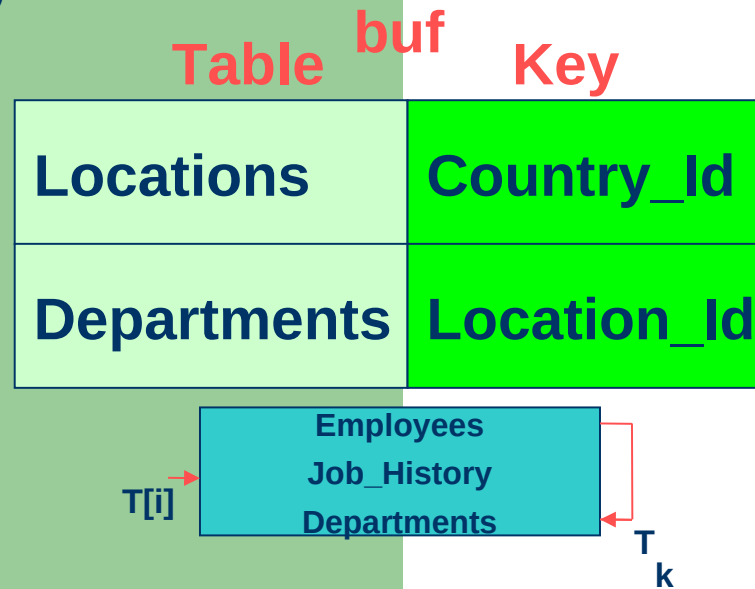 buf
Table Key
Locations Country_Id
Departments Location_Id
Employees
Job_History
T[i]
Departments
T
k